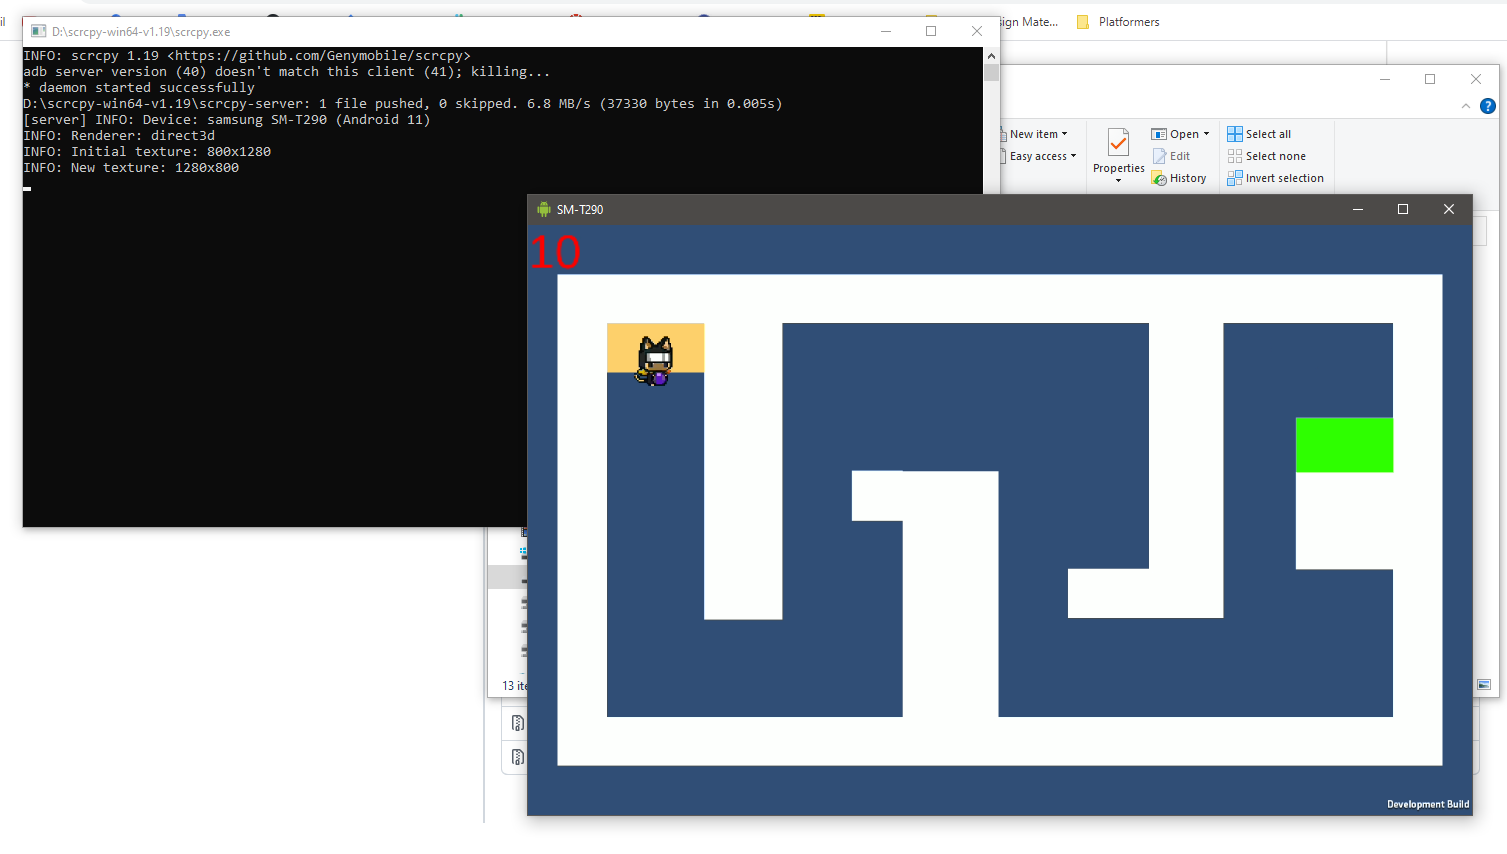 il
sign Mate...
Platformers
D:\scrcpy-win64-v1.19\scrcpy.exe
INFO: scrcpy 1.19 <https://github.com/Genymobile/scrcpy>
adb server version (40) doesn't match this client (41); killing...
* daemon started successfully
D:\scrcpy-win64-v1.19\scrcpy-server: 1 file pushed, 0 skipped. 6.8 MB/s (37330 bytes in 0.005s)
[server] INFO: Device: samsung SM-T290 (Android 11)
INFO: Renderer: direct3d
INFO: Initial texture: 800x1280
INFO: New texture: 1280x800
New item
Easy access
Properties
Open
Edit
History
Select all
Select none
Invert selection
SM-T290
10
13 ite
Development Build